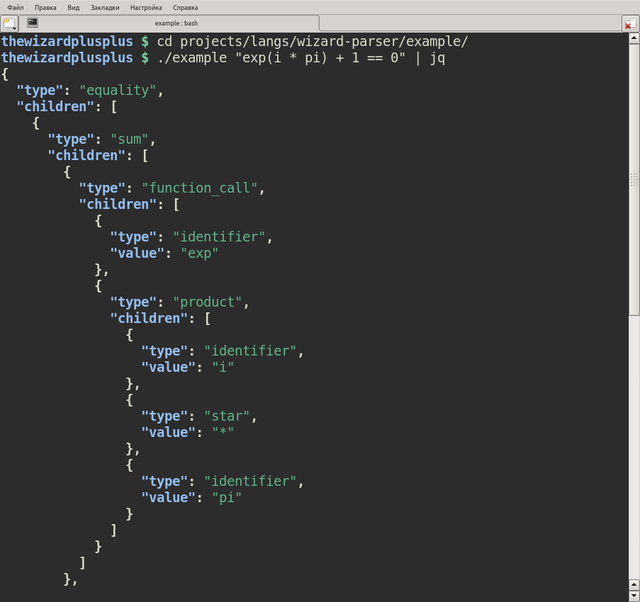 Файл Правка Вид Закладки Настройка Справка
example : bash
thewizardplusplus $ cd projects/langs/wizard-parser/example/
thewizardplusplus $ ./example "exp(i * pi) + 1 == 0" | jq
{
  "type": "equality",
  "children": [
    {
      "type": "sum",
      "children": [
        {
          "type": "function_call",
          "children": [
            {
              "type": "identifier",
              "value": "exp"
            },
            {
              "type": "product",
              "children": [
                {
                  "type": "identifier",
                  "value": "i"
                },
                {
                  "type": "star",
                  "value": "*"
                },
                {
                  "type": "identifier",
                  "value": "pi"
                }
              ]
            }
          ]
        },